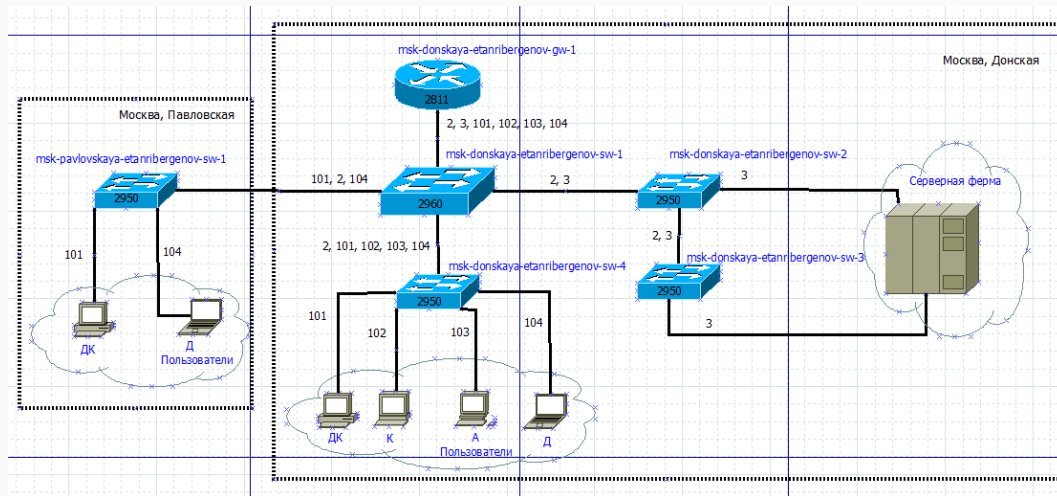 msk-donskaya-etanribergenov-gw-1
Москва, Донская
2811
Москва, Павловская
2, 3, 101, 102, 103, 104
msk-pavlovskaya-etanribergenov-sw-1
msk-donskaya-etanribergenov-sw-1
msk-donskaya-etanribergenov-sw-2
101, 2, 104
2, 3
3
Серверная ферма
2950
2960
2950
101
104
2, 101, 102, 103, 104
2, 3
msk-donskaya-etanribergenov-sw-4
msk-donskaya-etanribergenov-sw-3
2950
2950
101
102
103
104
3
ДК
Д
Пользователи
ДК
К
А
Д
Пользователи